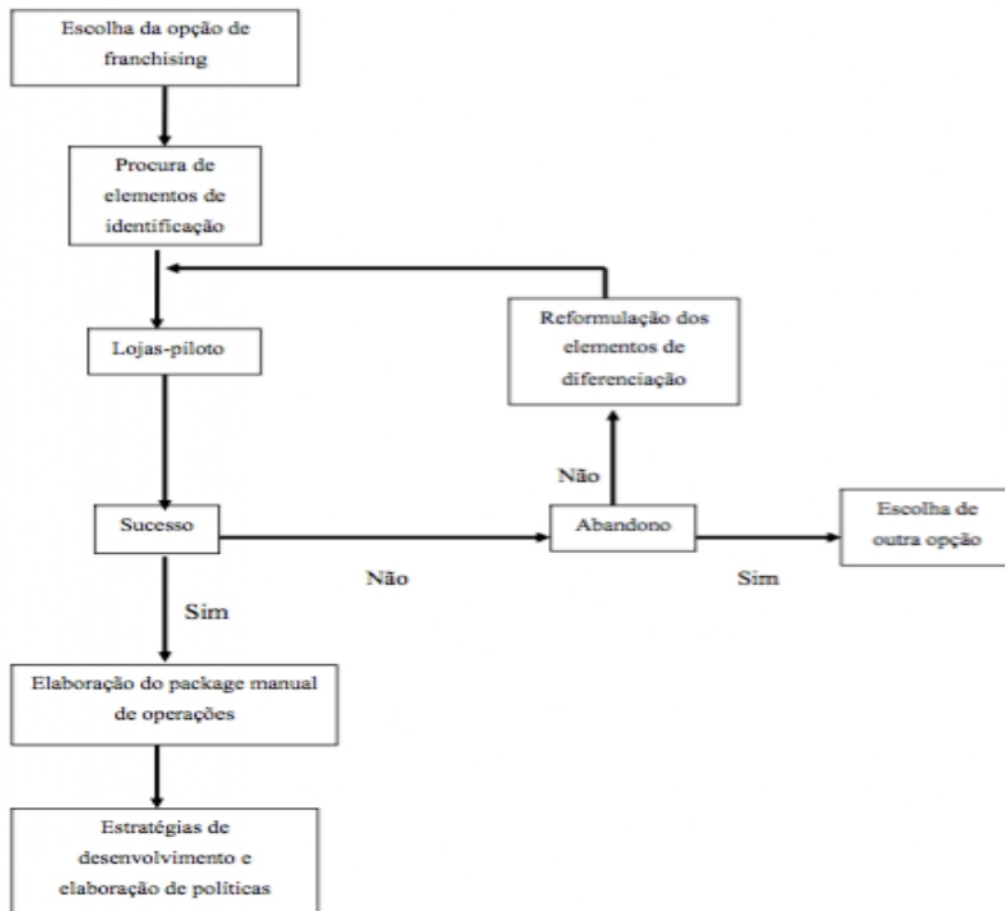 Escolha da opção de
franchising
Procura de
elementos de
identificação
Lojas-piloto
Reformulação dos
elementos de
diferenciação
Não
Sucesso
Abandono
Escolha de
outra opção
Não
Sim
Sim
Elaboração do package manual
de operações
Estratégias de
desenvolvimento e
elaboração de políticas